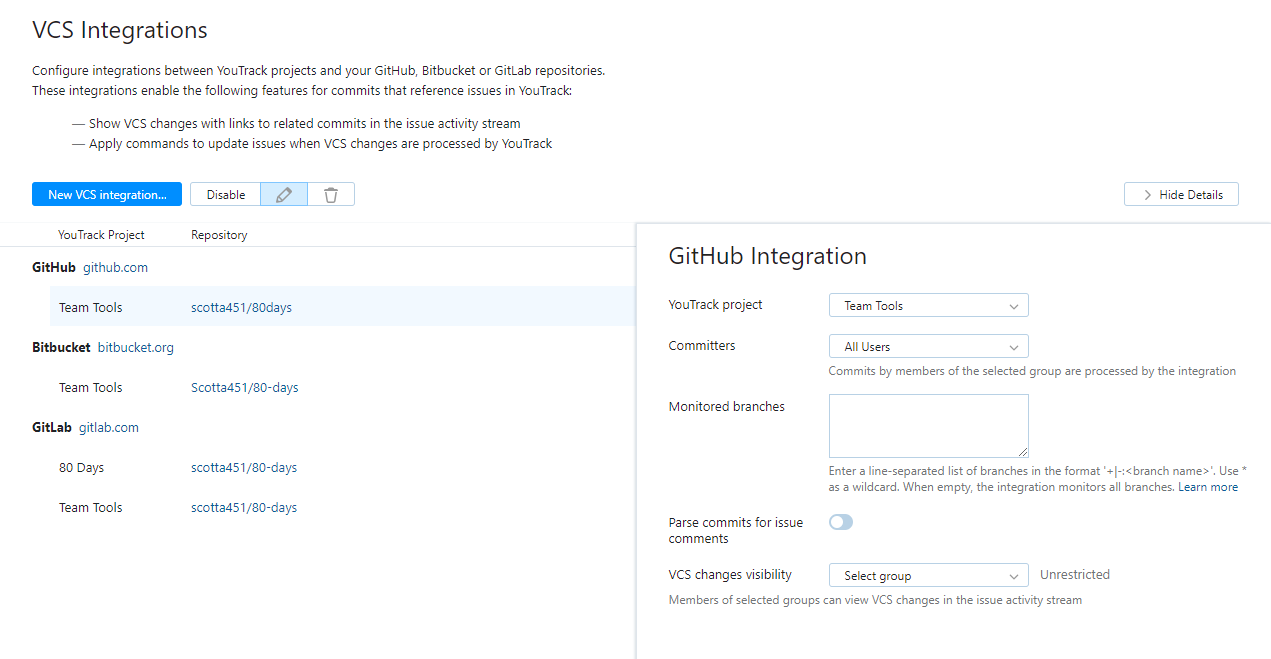 VCS Integrations
Configure integrations between YouTrack projects and your GitHub, Bitbucket or GitLab repositories.
These integrations enable the following features for commits that reference issues in YouTrack:
— Show VCS changes with links to related commits in the issue activity stream
— Apply commands to update issues when VCS changes are processed by YouTrack
New VCS integration... Disable Hide Details
YouTrack Project Repository
GitHub github.com
Team Tools scotta451/80days
Bitbucket bitbucket.org
Team Tools Scotta451/80-days
GitLab gitlab.com
80 Days scotta451/80-days
Team Tools scotta451/80-days
GitHub Integration
YouTrack project Team Tools
Committers All Users
Commits by members of the selected group are processed by the integration
Monitored branches
Enter a line-separated list of branches in the format '+|-:<branch name>'. Use *
as a wildcard. When empty, the integration monitors all branches. Learn more
Parse commits for issue
comments
VCS changes visibility Select group Unrestricted
Members of selected groups can view VCS changes in the issue activity stream